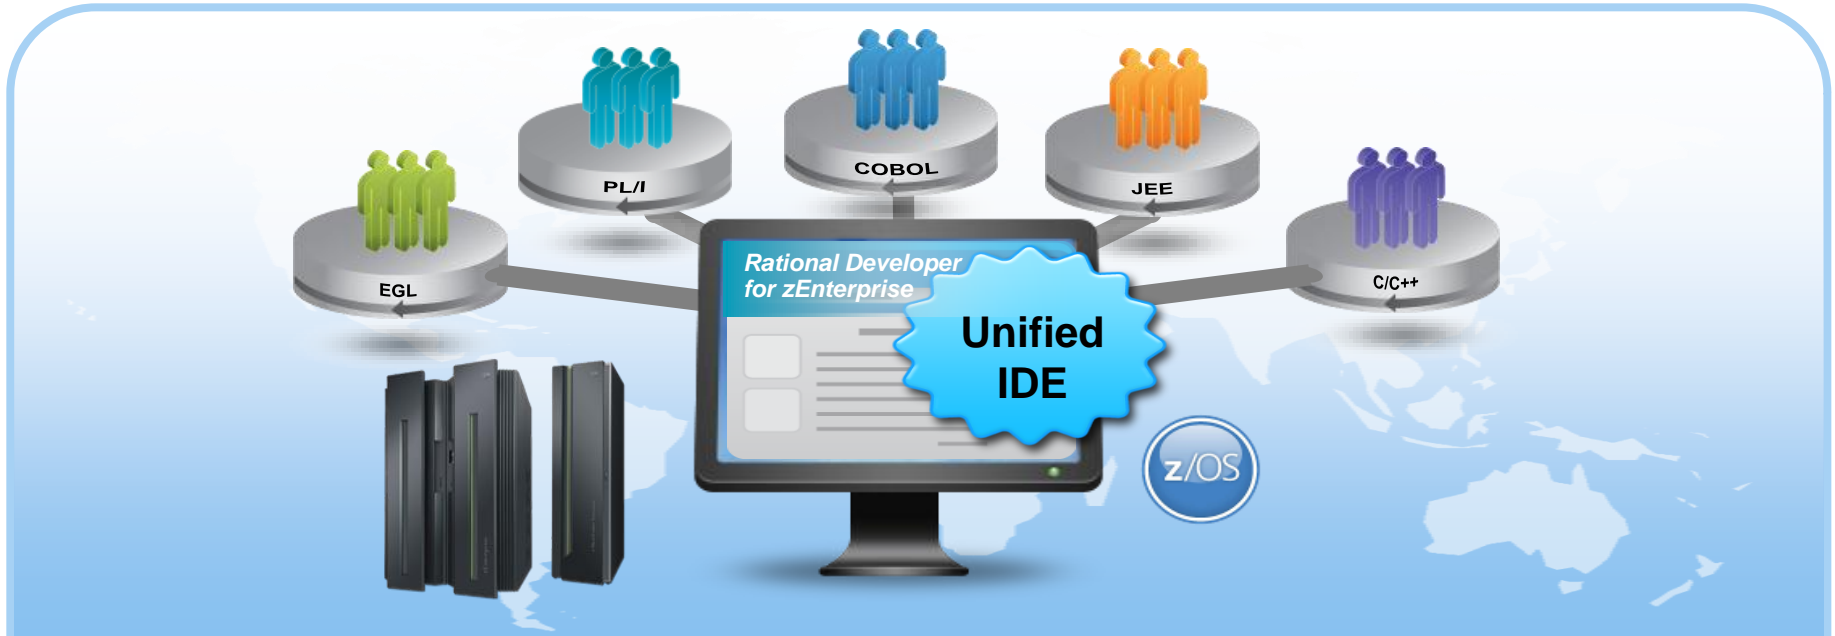 COBOL
PL/I
JEE
EGL
C/C++
Rational Developer
for zEnterprise
Unified
IDE
z/OS